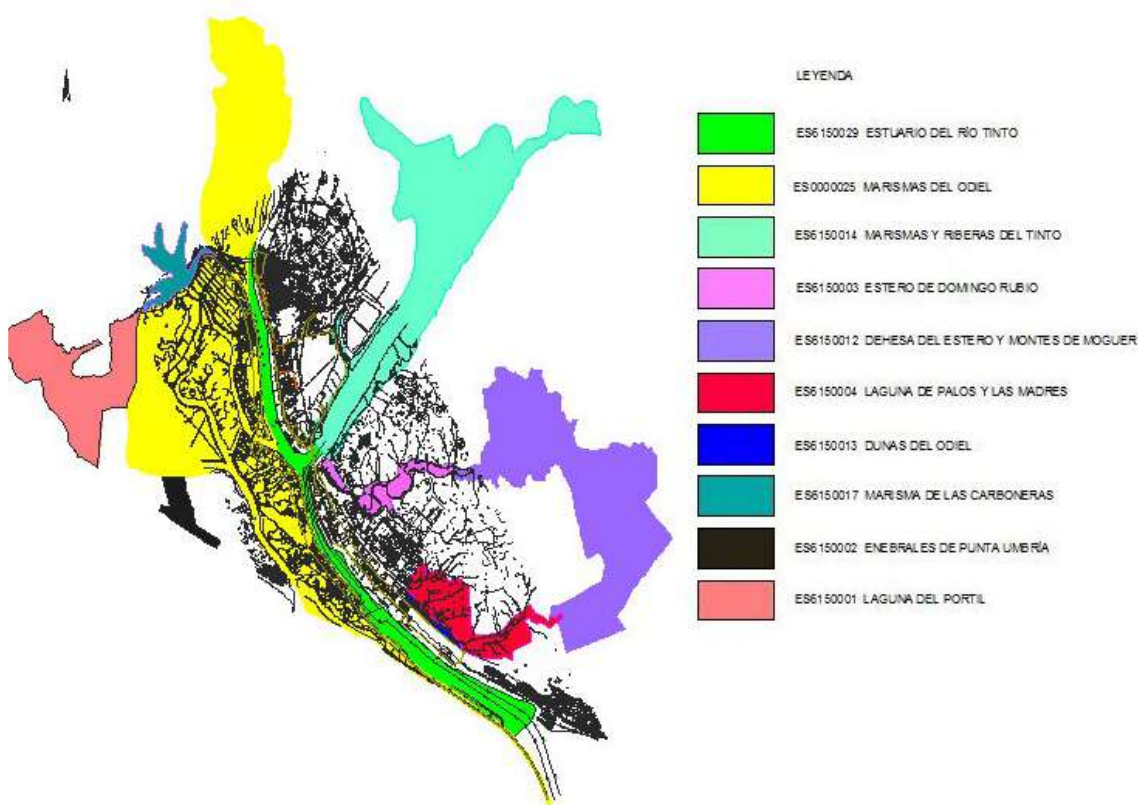 LEYENDA
ES6150029 ESTUARIO DEL RÍO TINTO
ES0000025 MARISMAS DEL ODIEL
ES6150014 MARISMAS Y RIBERAS DEL TINTO
ES6150003 ESTERO DE DOMINGO RUBIO
ES6150012 DEHESA DEL ESTERO Y MONTES DE MOGUER
ES6150004 LAGUNA DE PALOS Y LAS MADRES
ES6150013 DUNAS DEL ODIEL
ES6150017 MARISMA DE LAS CARBONERAS
ES6150002 ENEBRALES DE PUNTA UMBRÍA
ES6150001 LAGUNA DEL PORTIL